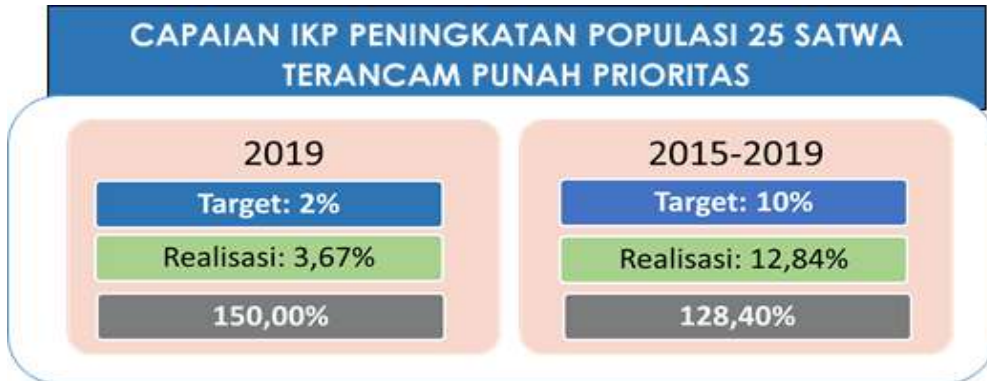 CAPAIAN IKP PENINGKATAN POPULASI 25 SATWA
TERANCAM PUNAH PRIORITAS
2019
Target: 2%
Realisasi: 3,67%
150,00%
2015-2019
Target: 10%
Realisasi: 12,84%
128,40%